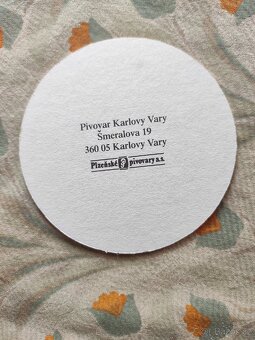 Pivovar Karlovy Vary
Šmeralova 19
360 05 Karlovy Vary
Plzeňské pivovary a.s.